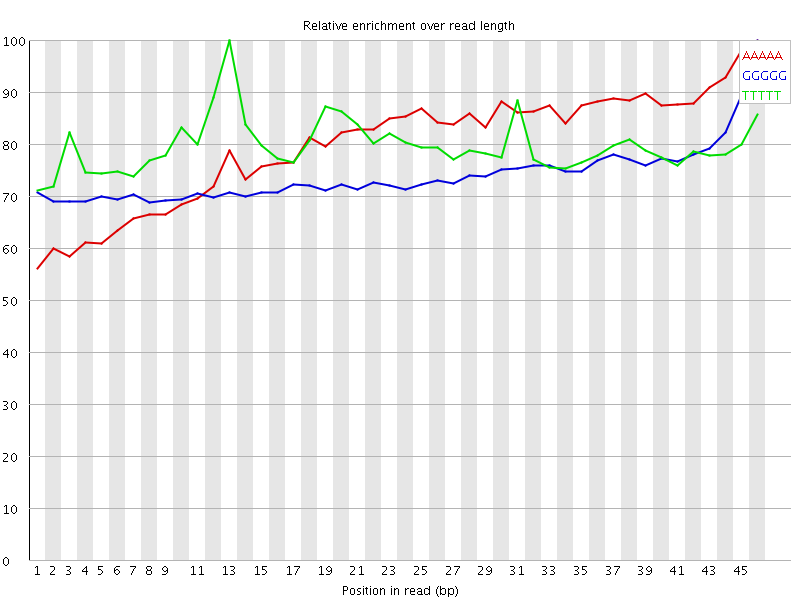 Relative enrichment over read length
100
90
80
70
60
50
40
30
20
10
0
AAAAA
GGGGG
TTTTT
1 2 3 4 5 6 7 8 9 11 13 15 17 19 21 23 25 27 29 31 33 35 37 39 41 43 45
Position in read (bp)